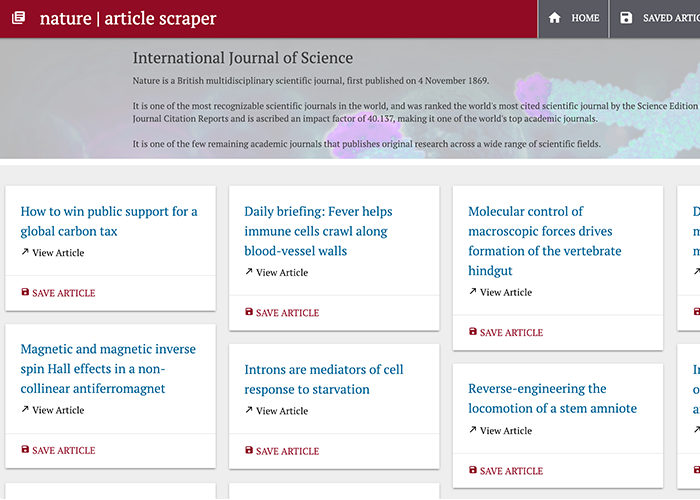 nature | article scraper
HOME
SAVED
International Journal of Science
Nature is a British multidisciplinary scientific journal, first published on 4 November 1869.
It is one of the most recognizable scientific journals in the world, and was ranked the world's most cited scientific journal by the Science Edition
Journal Citation Reports and is ascribed an impact factor of 40.137, making it one of the world's top academic journals.
It is one of the few remaining academic journals that publishes original research across a wide range of scientific fields.
How to win public support for a
global carbon tax
View Article
SAVE ARTICLE
Daily briefing: Fever helps
immune cells crawl along
blood-vessel walls
View Article
SAVE ARTICLE
Molecular control of
macroscopic forces drives
formation of the vertebrate
hindgut
View Article
SAVE ARTICLE
Magnetic and magnetic inverse
spin Hall effects in a non-
collinear antiferromagnet
View Article
SAVE ARTICLE
Introns are mediators of cell
response to starvation
View Article
SAVE ARTICLE
Reverse-engineering the
locomotion of a stem amniote
View Article
SAVE ARTICLE